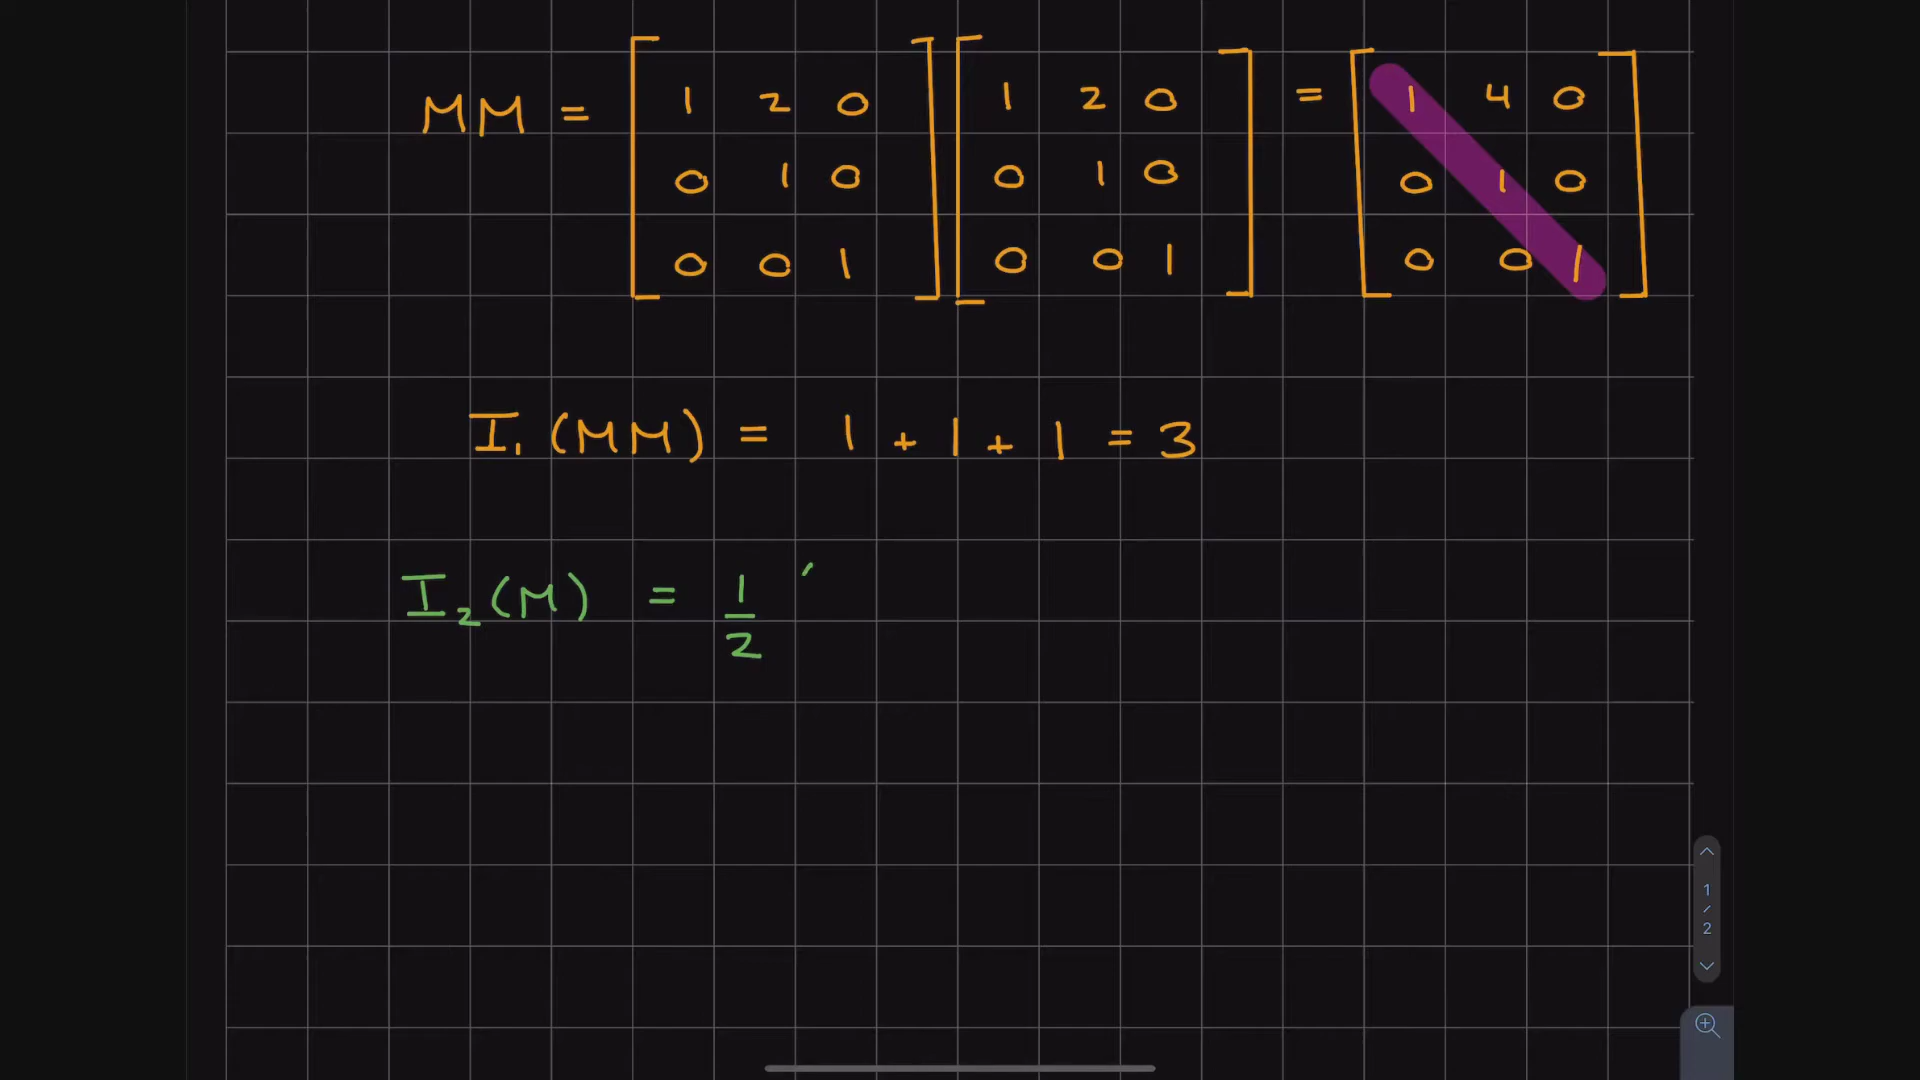 MM = [ 1 2 0 ] [ 1 2 0 ] = [ 1 4 0 ]
[ 0 1 0 ] [ 0 1 0 ] [ 0 1 0 ]
[ 0 0 1 ] [ 0 0 1 ] [ 0 0 1 ]
I₁(MM) = 1 + 1 + 1 = 3
I₂(M) = 1/2
1
/
2